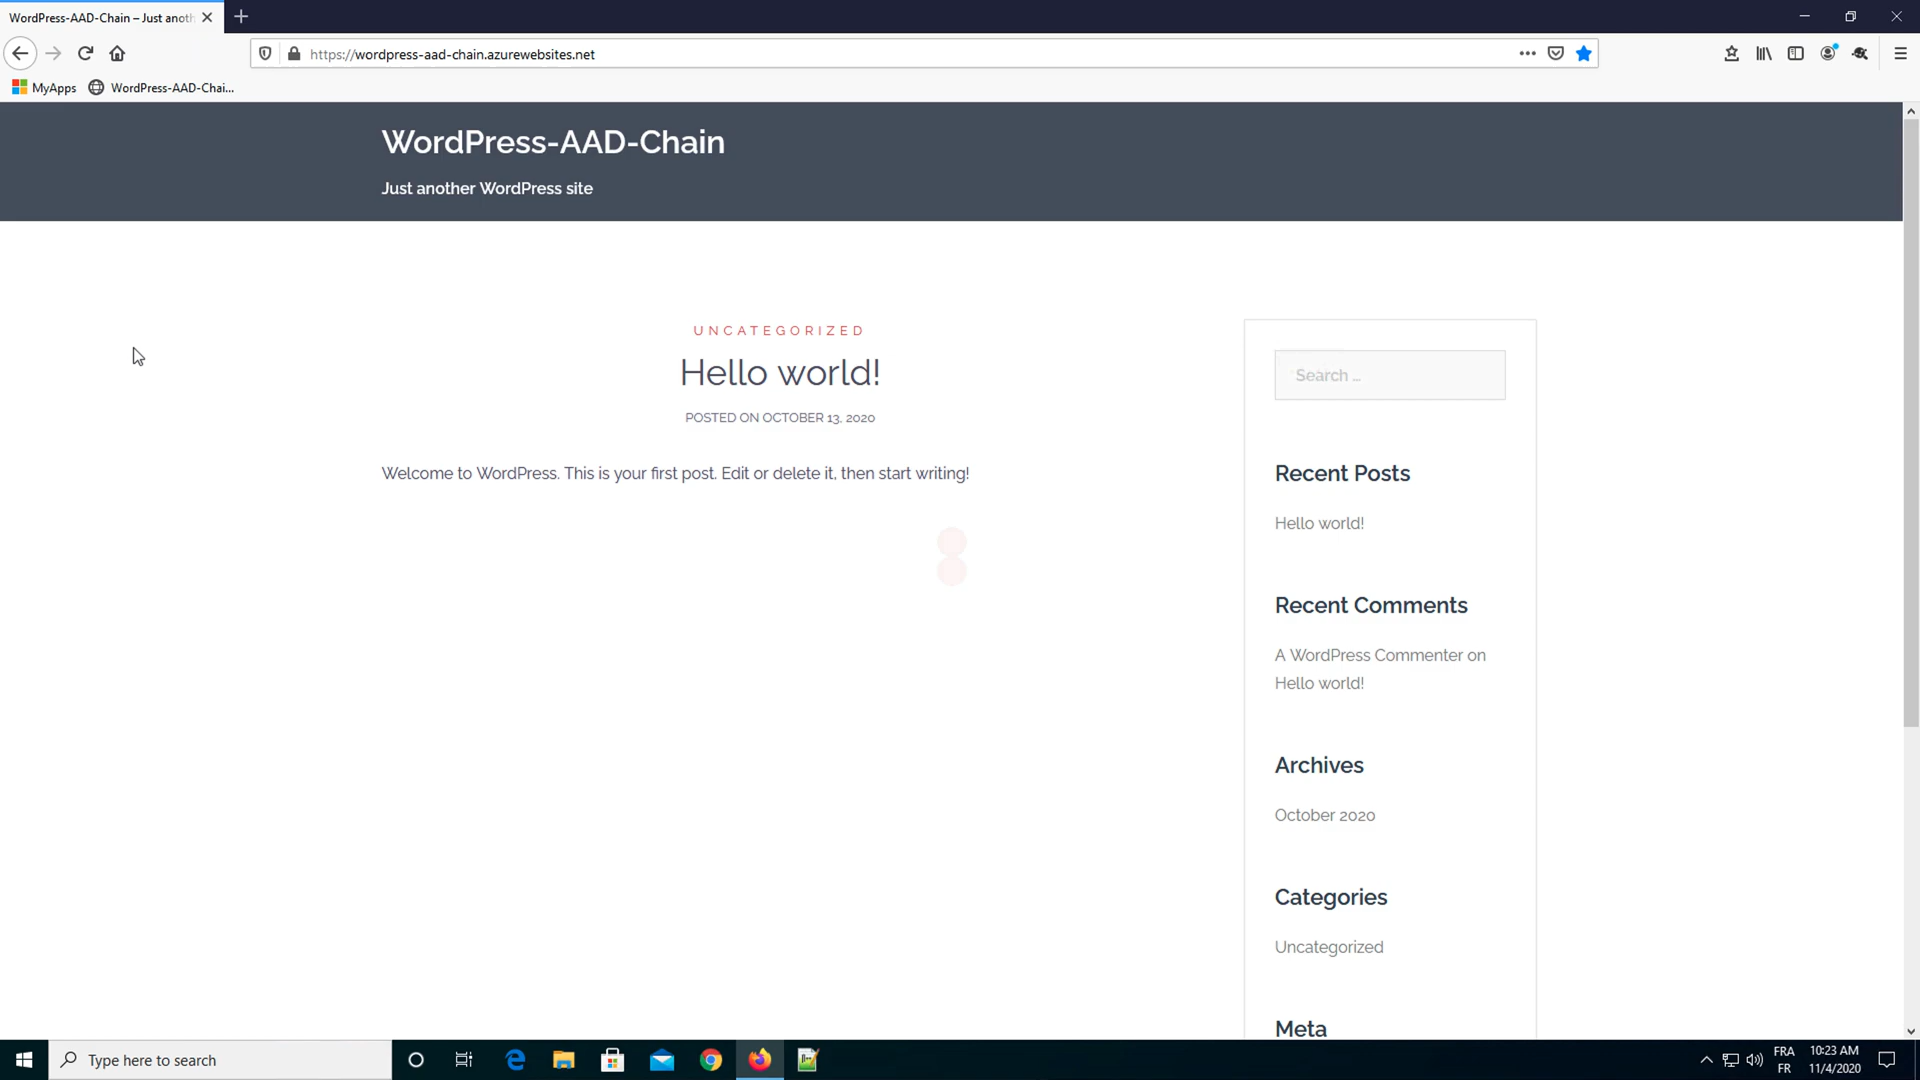 WordPress-AAD-Chain – Just anoth
https://wordpress-aad-chain.azurewebsites.net
MyApps
WordPress-AAD-Chai...
WordPress-AAD-Chain
Just another WordPress site
UNCATEGORIZED
Hello world!
POSTED ON OCTOBER 13, 2020
Welcome to WordPress. This is your first post. Edit or delete it, then start writing!
Search …
Recent Posts
Hello world!
Recent Comments
A WordPress Commenter on
Hello world!
Archives
October 2020
Categories
Uncategorized
Meta
Type here to search
FRA
FR
10:23 AM
11/4/2020